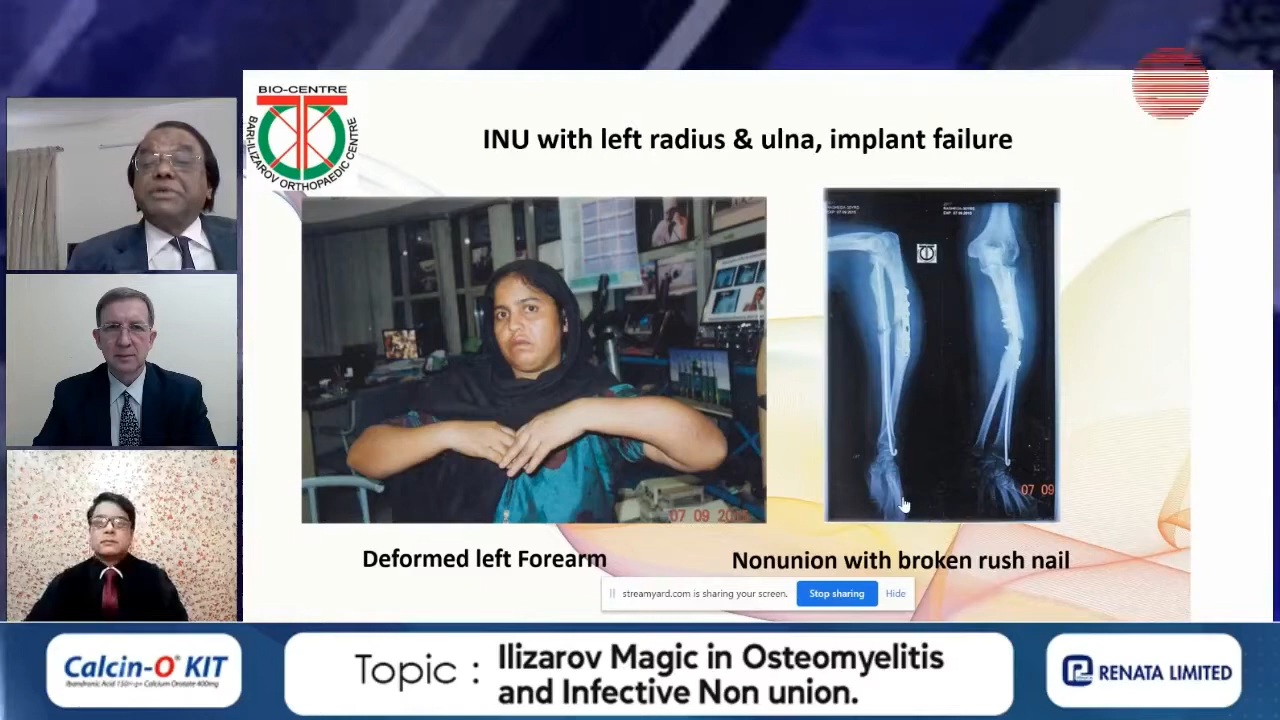 BIO-CENTRE
BARI-ILIZAROV ORTHOPAEDIC CENTRE
INU with left radius & ulna, implant failure
07 09
07 09
Deformed left Forearm
Nonunion with broken rush nail
streamyard.com is sharing your screen.
Stop sharing
Hide
Calcin-O® KIT
Topic :
Ilizarov Magic in Osteomyelitis
and Infective Non union.
RENATA LIMITED